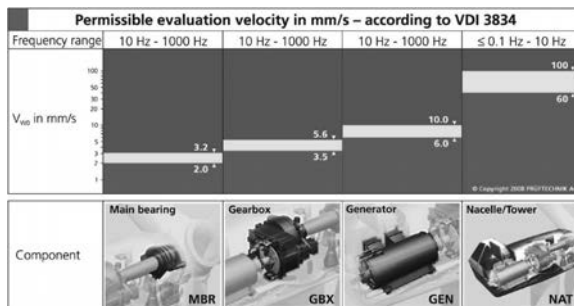 Permissible evaluation velocity in mm/s – according to VDI 3834
Frequency range 10 Hz - 1000 Hz 10 Hz - 1000 Hz 10 Hz - 1000 Hz ≤ 0.1 Hz - 10 Hz
100 100
50
40 60
30
20
10 10.0
V in mm/s
5 5.6 6.0
3 3.2 3.5
2 2.0
1
© Copyright 2008 PRÜFTECHNIK A
Component
Main bearing Gearbox Generator Nacelle/Tower
MBR GBX GEN NAT